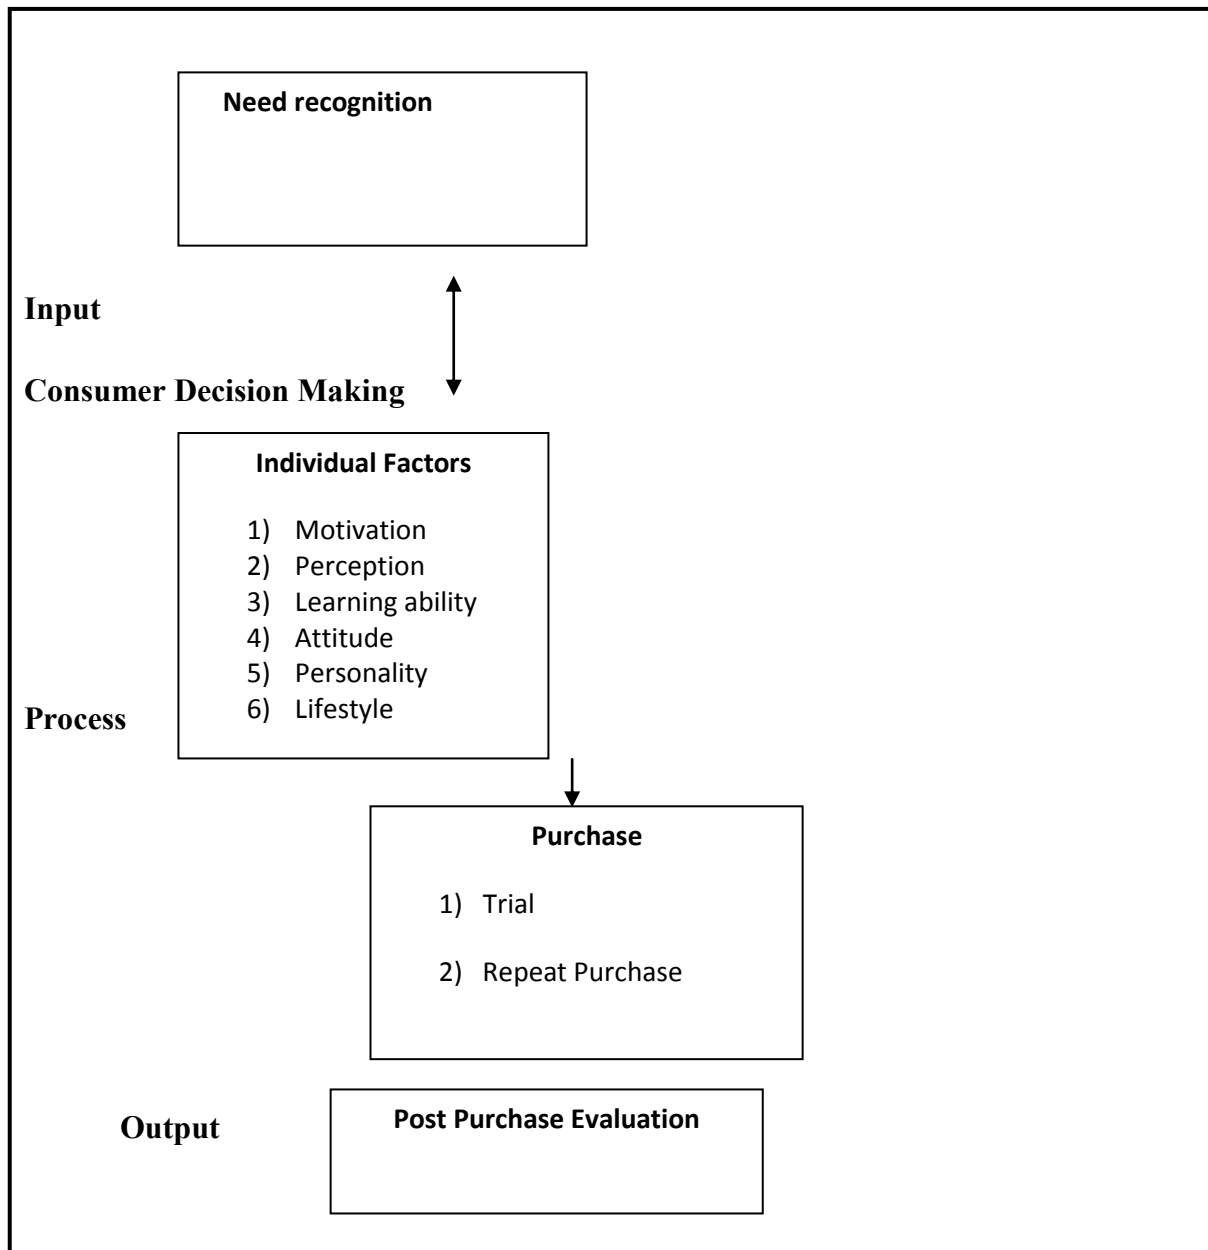 Need recognition
Input
Consumer Decision Making
Individual Factors
1) Motivation
2) Perception
3) Learning ability
4) Attitude
5) Personality
6) Lifestyle
Process
Purchase
1) Trial
2) Repeat Purchase
Post Purchase Evaluation
Output